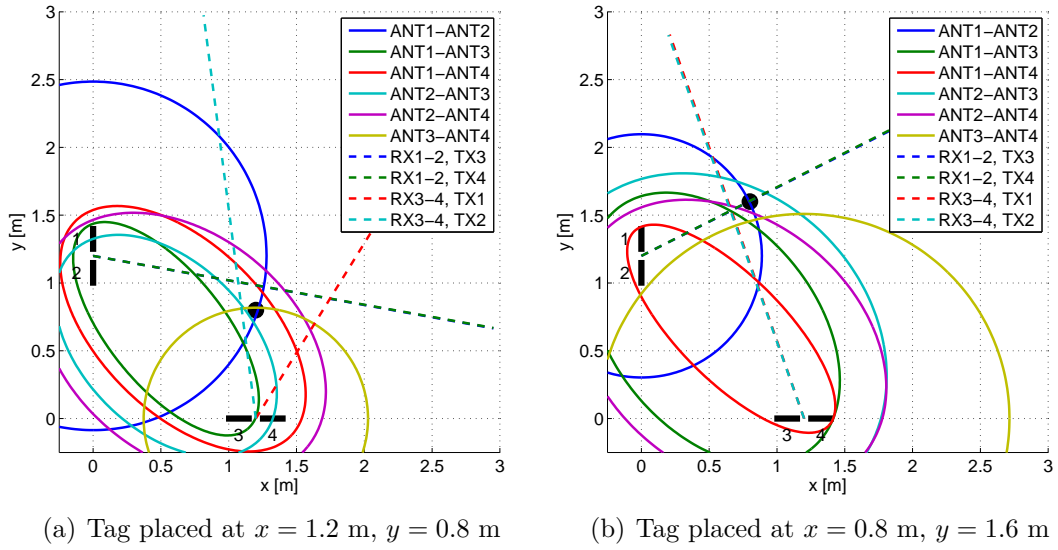 3
2.5
2
1.5
1
0.5
0
0
0.5
1
1.5
2
2.5
3
x [m]
y [m]
1
2
3
4
ANT1−ANT2
ANT1−ANT3
ANT1−ANT4
ANT2−ANT3
ANT2−ANT4
ANT3−ANT4
RX1−2, TX3
RX1−2, TX4
RX3−4, TX1
RX3−4, TX2
(a) Tag placed at x = 1.2 m, y = 0.8 m
3
2.5
2
1.5
1
0.5
0
0
0.5
1
1.5
2
2.5
3
x [m]
y [m]
1
2
3
4
ANT1−ANT2
ANT1−ANT3
ANT1−ANT4
ANT2−ANT3
ANT2−ANT4
ANT3−ANT4
RX1−2, TX3
RX1−2, TX4
RX3−4, TX1
RX3−4, TX2
(b) Tag placed at x = 0.8 m, y = 1.6 m